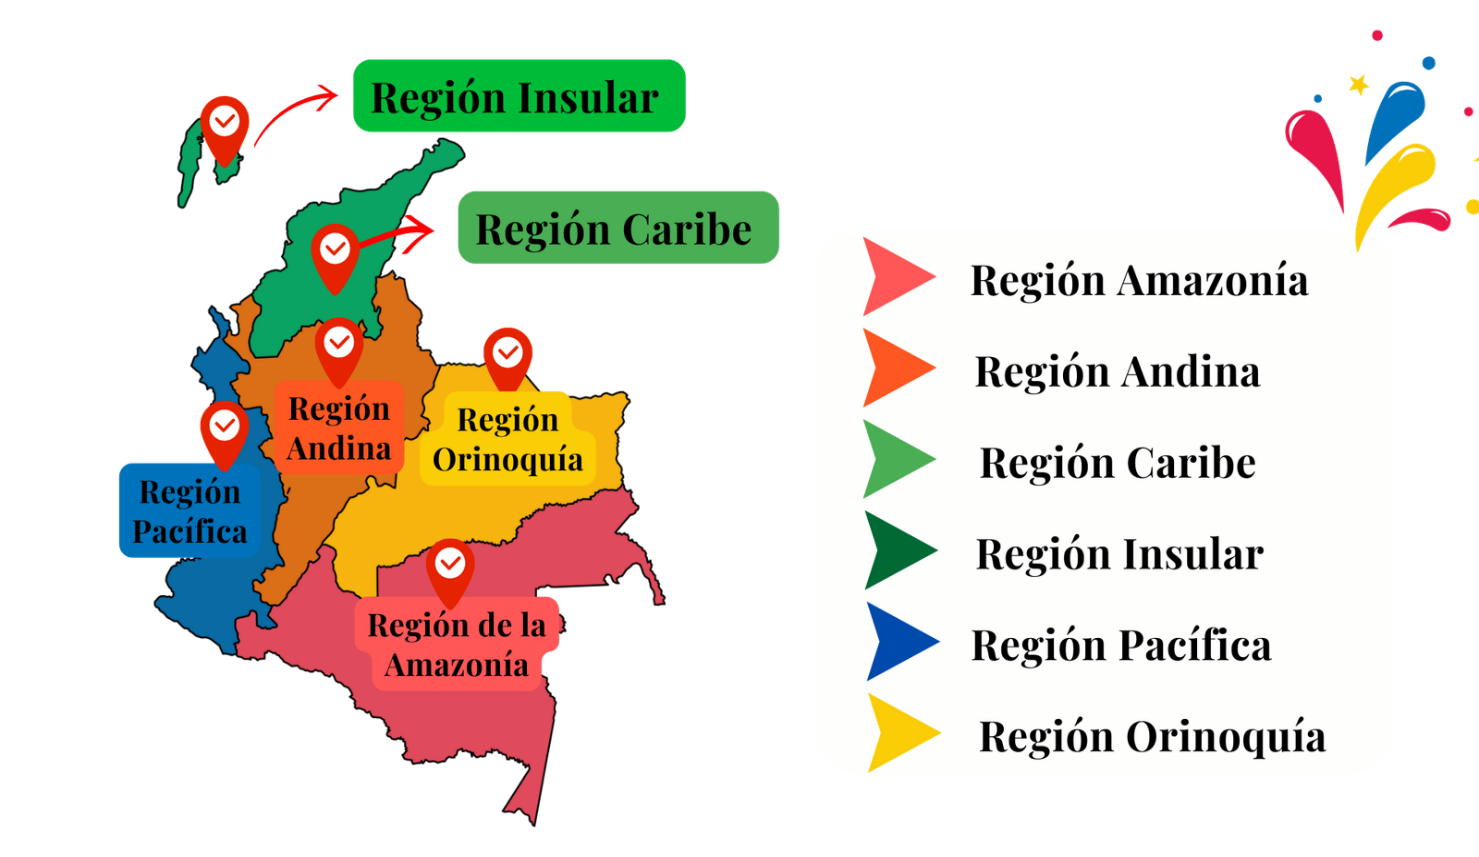 Región Insular
Región Caribe
Región
Andina
Región
Orinoquía
Región
Pacífica
Región de la
Amazonía
Región Amazonía
Región Andina
Región Caribe
Región Insular
Región Pacífica
Región Orinoquía